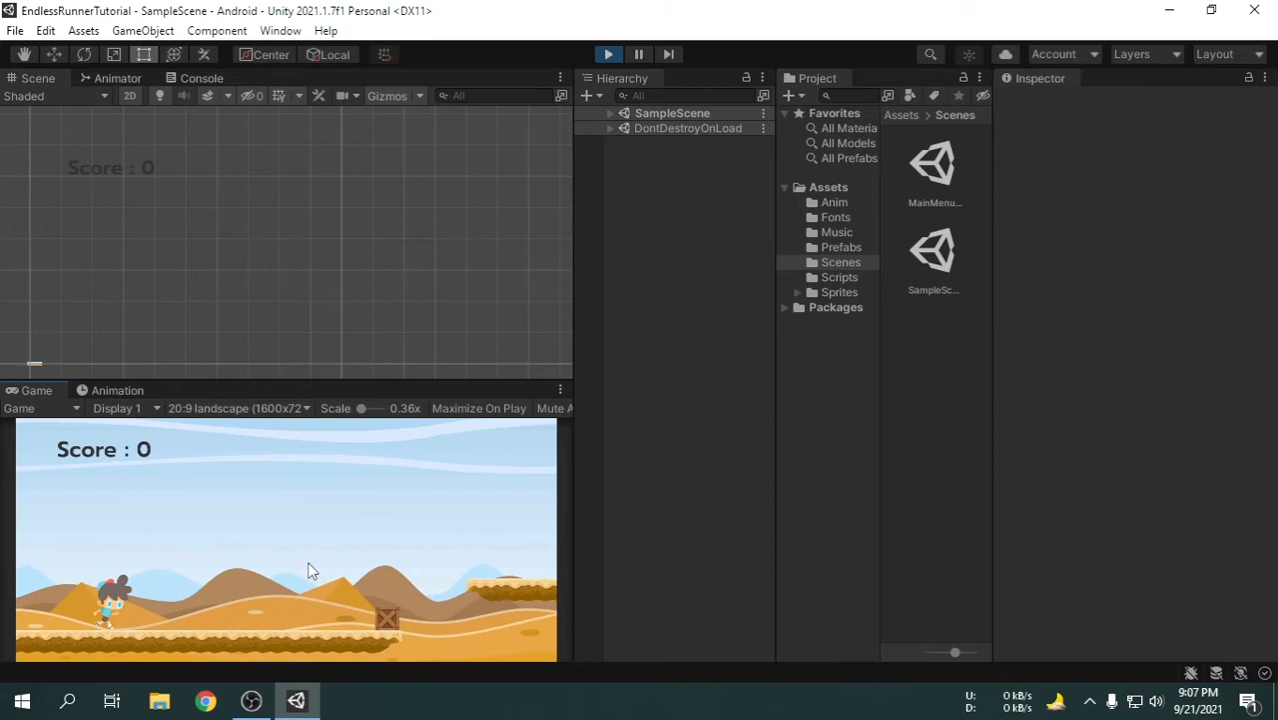 EndlessRunnerTutorial - SampleScene - Android - Unity 2021.1.7f1 Personal <DX11>
File Edit Assets GameObject Component Window Help
Center Local Account Layers Layout
Scene Animator Console Hierarchy Project Inspector
Shaded 2D 0 Gizmos All All
SampleScene
DontDestroyOnLoad
Favorites
All Materia
All Models
All Prefabs
Assets
Anim
Fonts
Music
Prefabs
Scenes
Scripts
Sprites
Packages
Assets > Scenes
MainMenu...
SampleSc...
Score : 0
Game Animation
Game Display 1 20:9 landscape (1600x72 Scale 0.36x Maximize On Play Mute A
Score : 0
U: 0 kB/s
D: 0 kB/s
9:07 PM
9/21/2021
1